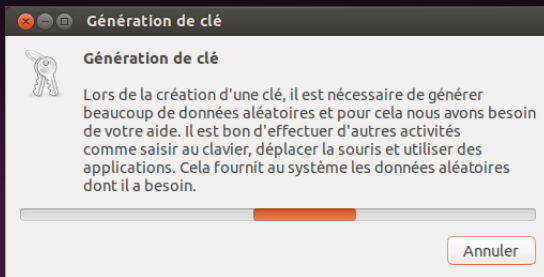 Génération de clé
Génération de clé
Lors de la création d'une clé, il est nécessaire de générer
beaucoup de données aléatoires et pour cela nous avons besoin
de votre aide. Il est bon d'effectuer d'autres activités
comme saisir au clavier, déplacer la souris et utiliser des
applications. Cela fournit au système les données aléatoires
dont il a besoin.
Annuler